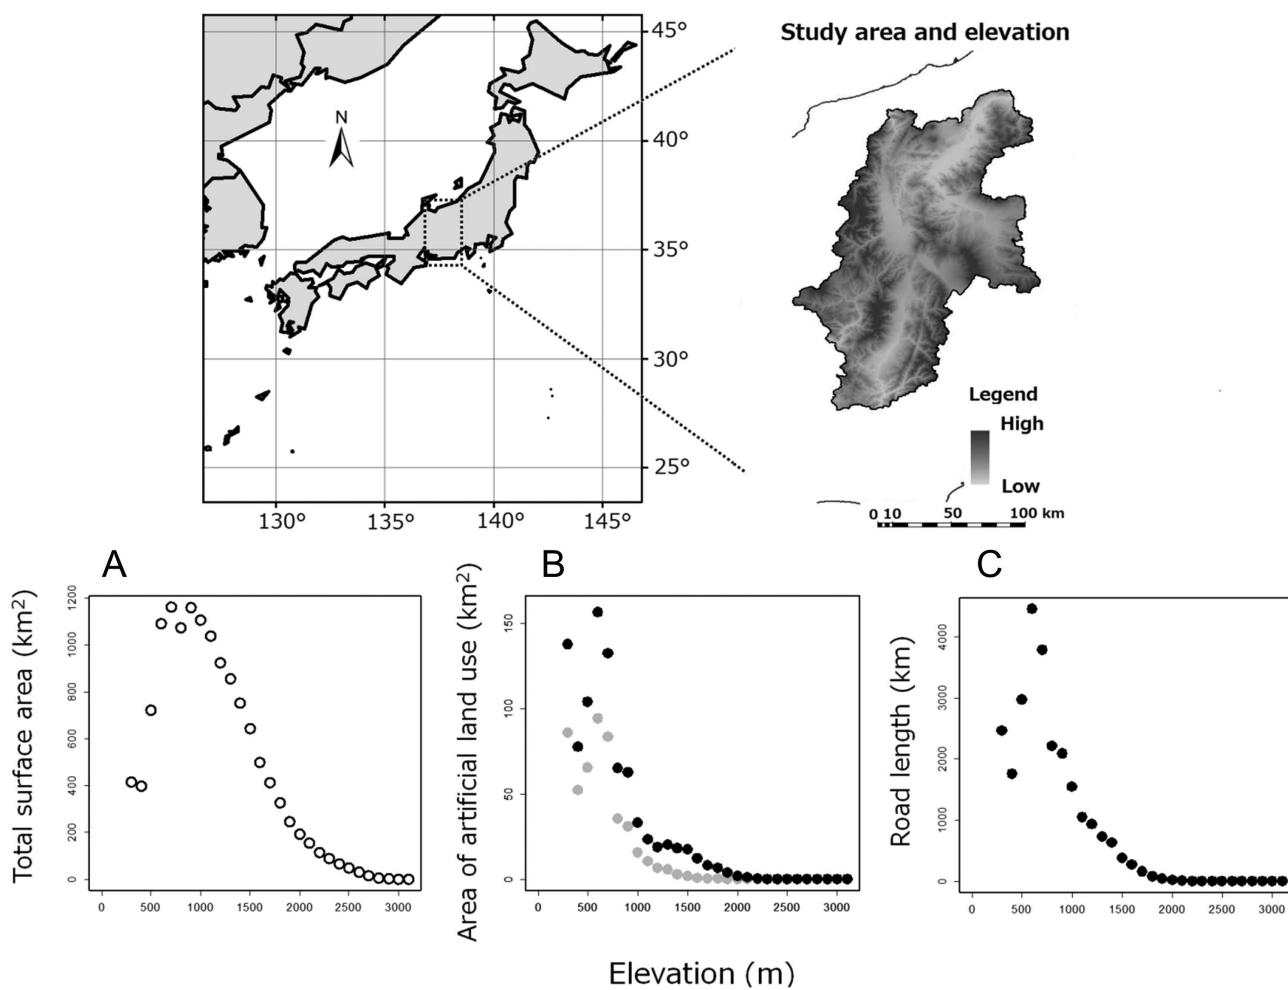 Study area and elevation
N
45°
40°
35°
30°
25°
130°
135°
140°
145°
Legend
High
Low
0 10 50 100 km
A
B
C
Total surface area (km²)
1200
1000
800
600
400
200
0
0 500 1000 1500 2000 2500 3000
Area of artificial land use (km²)
150
100
50
0
0 500 1000 1500 2000 2500 3000
Road length (km)
4000
3000
2000
1000
0
0 500 1000 1500 2000 2500 3000
Elevation (m)